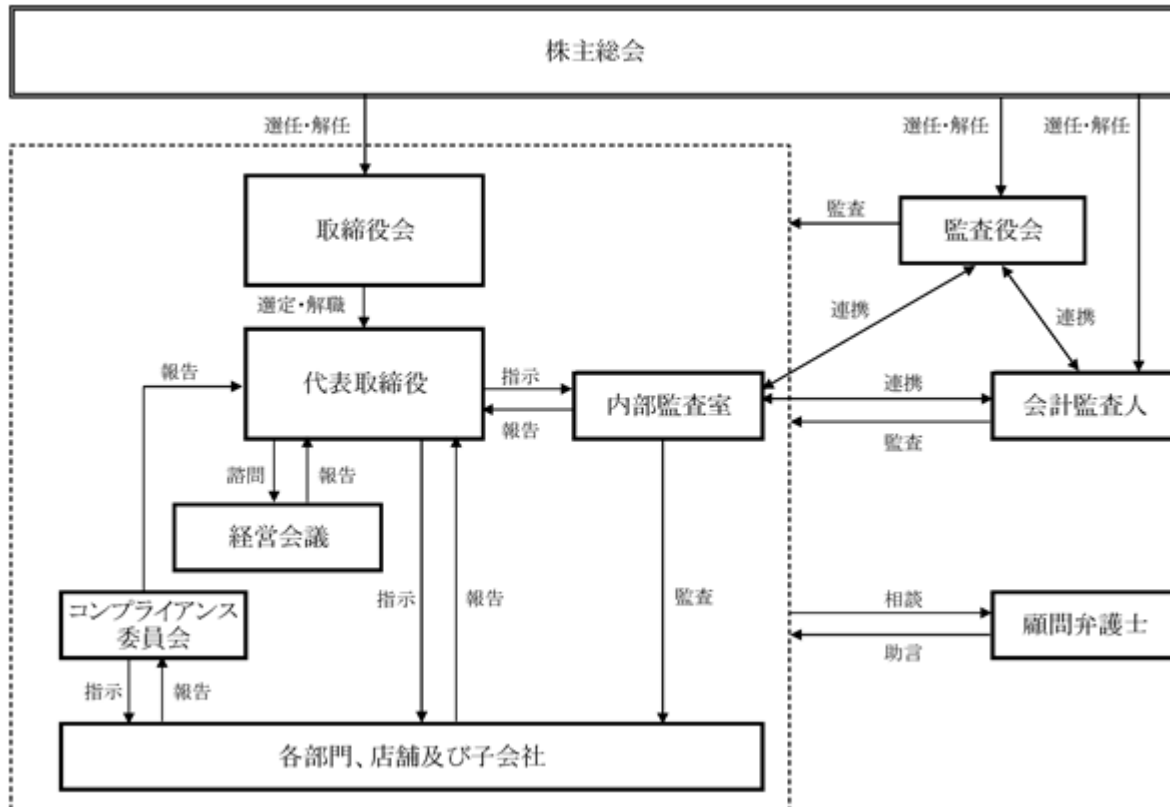 株主総会
選任・解任
選任・解任
選任・解任
取締役会
監査
監査役会
選定・解職
連携
連携
報告
代表取締役
指示
報告
内部監査室
連携
監査
会計監査人
諮問
報告
経営会議
指示
報告
監査
コンプライアンス
委員会
相談
助言
顧問弁護士
指示
報告
各部門、店舗及び子会社